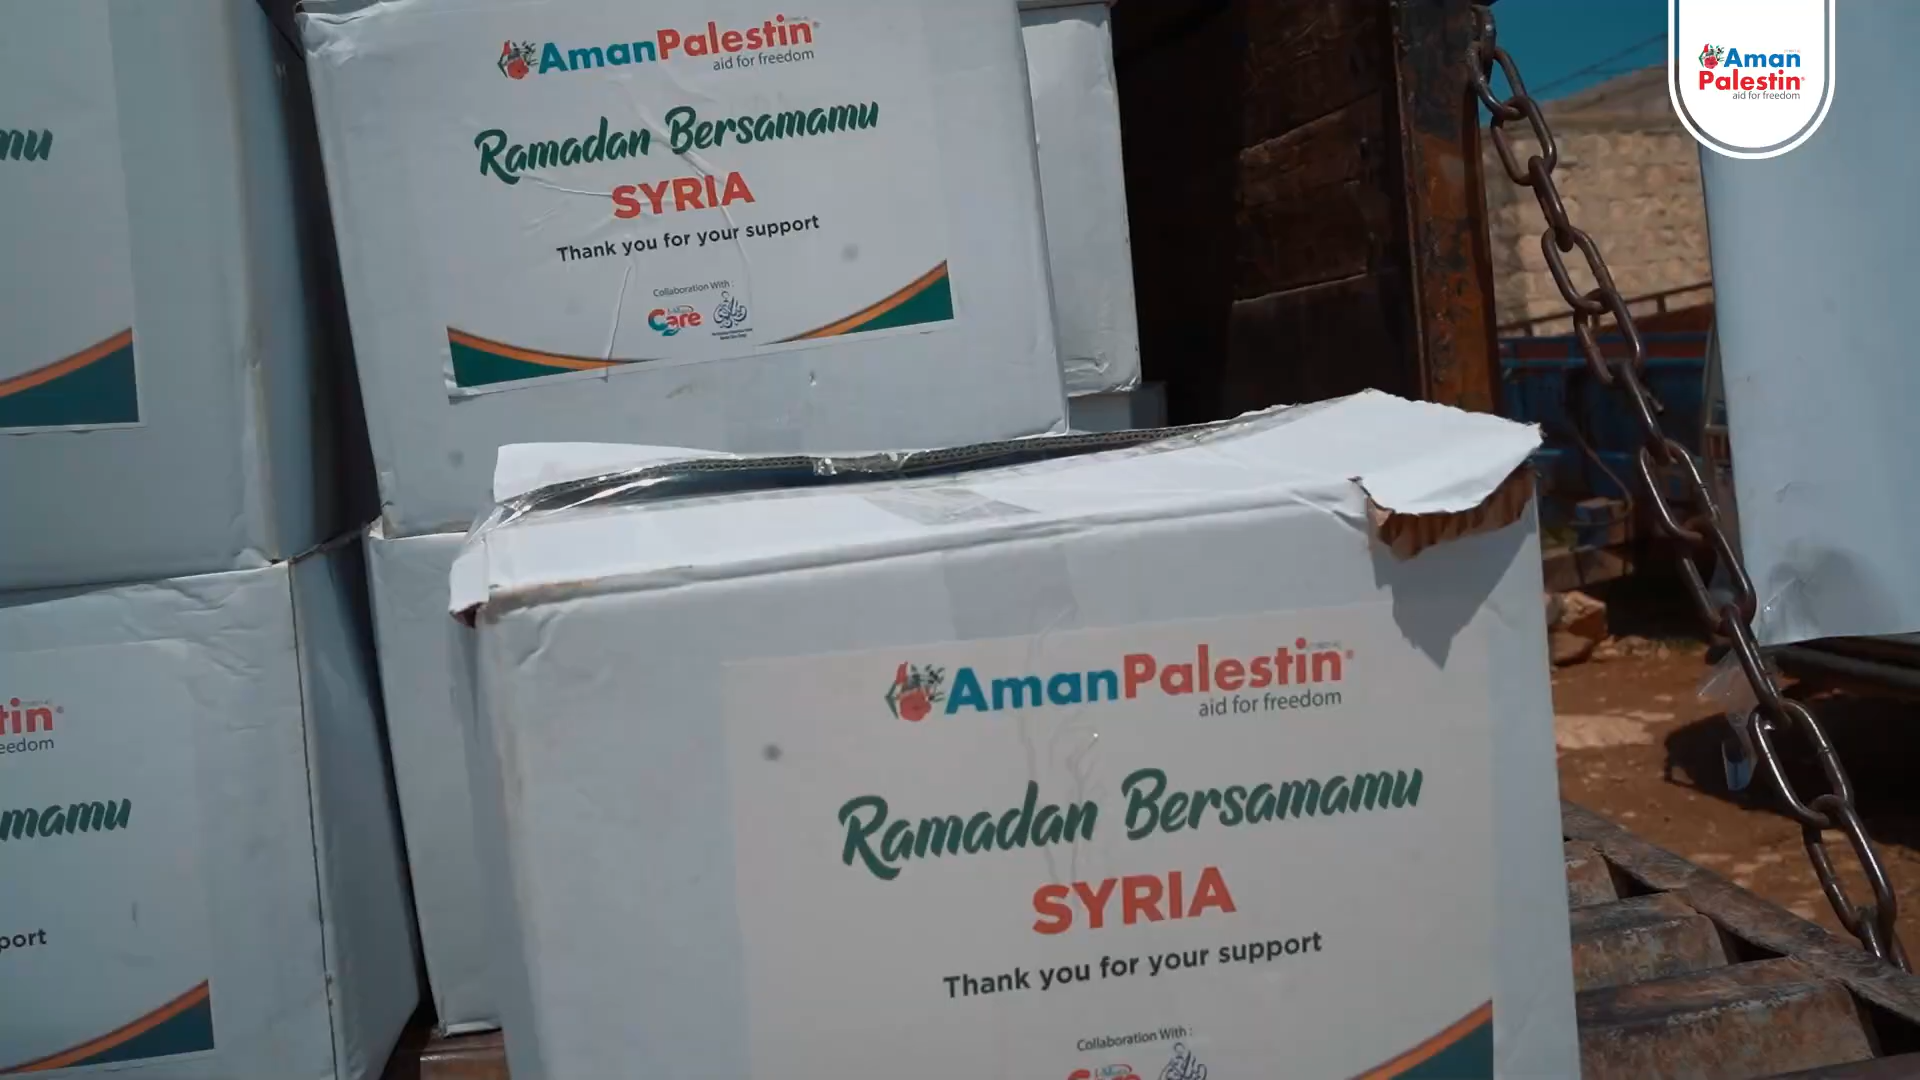 AmanPalestin
aid for freedom
Ramadan Bersamamu
SYRIA
Thank you for your support
Collaboration With :
Care
Aman
Palestin
aid for freedom
mu
tin
eedom
mamu
port
AmanPalestin
aid for freedom
Ramadan Bersamamu
SYRIA
Thank you for your support
Collaboration With :
Care